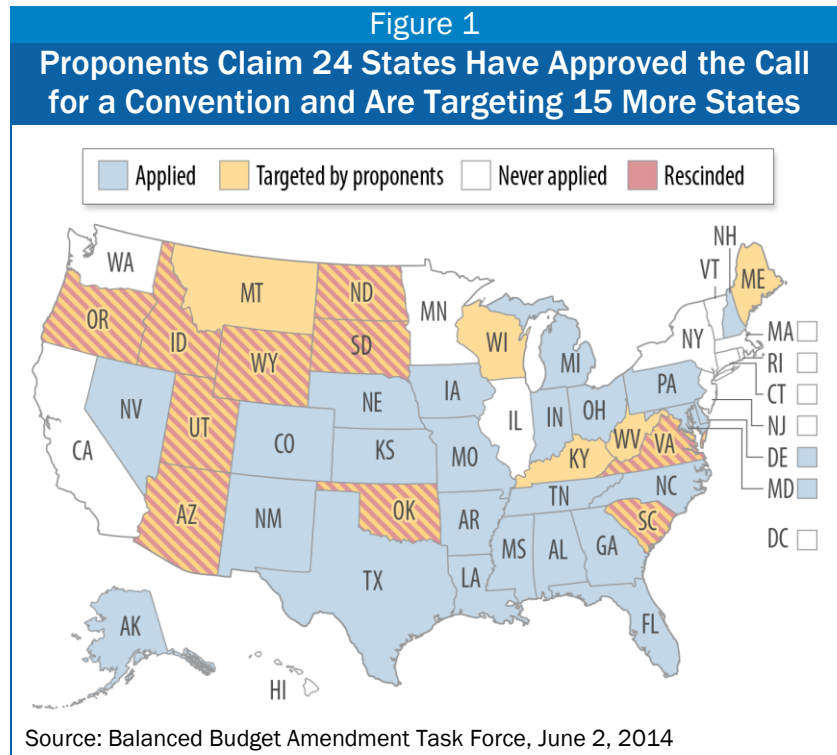 Figure 1
Proponents Claim 24 States Have Approved the Call
for a Convention and Are Targeting 15 More States
Applied Targeted by proponents Never applied Rescinded
NH
WA
VT
ME
MT
ND
MN
OR
ID
WI
NY
MA
SD
WY
MI
RI
PA
CT
IA
NE
NV
OH
IN
IL
NJ
UT
CO
WV
VA
DE
CA
KS
MO
KY
MD
NC
TN
AZ
NM
OK
AR
SC
DC
MS
AL
GA
LA
TX
FL
AK
HI
Source: Balanced Budget Amendment Task Force, June 2, 2014